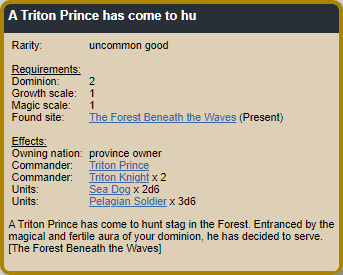 A Triton Prince has come to hu
Rarity: uncommon good
Requirements:
Dominion: 2
Growth scale: 1
Magic scale: 1
Found site: The Forest Beneath the Waves (Present)
Effects:
Owning nation: province owner
Commander: Triton Prince
Commander: Triton Knight x 2
Units: Sea Dog x 2d6
Units: Pelagian Soldier x 3d6
A Triton Prince has come to hunt stag in the Forest. Entranced by the
magical and fertile aura of your dominion, he has decided to serve.
[The Forest Beneath the Waves]